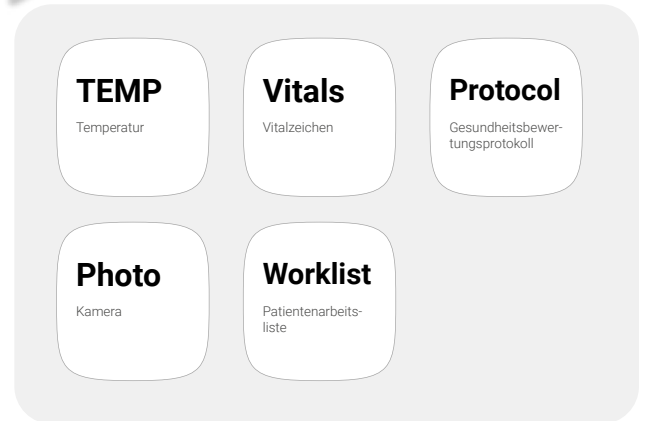 TEMP
Temperatur
Vitals
Vitalzeichen
Protocol
Gesundheitsbewer-
tungsprotokoll
Photo
Kamera
Worklist
Patientenarbeits-
liste